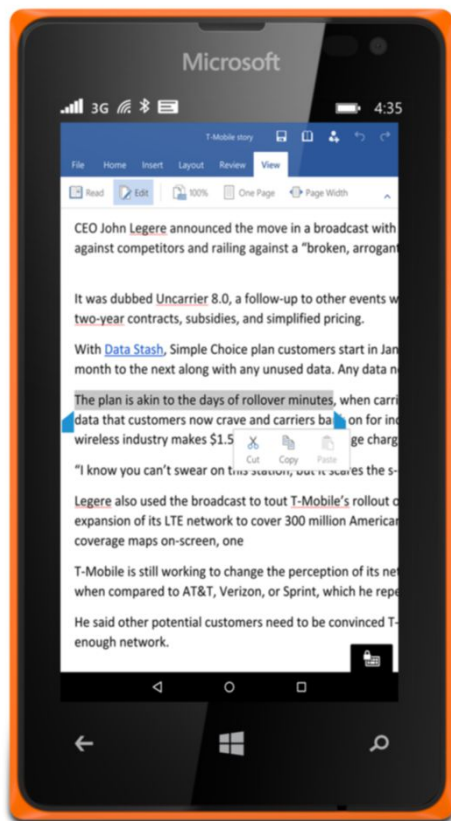 Microsoft
3G 4:35
T-Mobile story
File Home Insert Layout Review View
Read Edit 100% One Page Page Width
CEO John Legere announced the move in a broadcast with
against competitors and railing against a "broken, arrogant
It was dubbed Uncarrier 8.0, a follow-up to other events w
two-year contracts, subsidies, and simplified pricing.
With Data Stash, Simple Choice plan customers start in Jan
month to the next along with any unused data. Any data n
The plan is akin to the days of rollover minutes, when carri
data that customers now crave and carriers bank on for inc
wireless industry makes $1.5 ge charg
Cut Copy Paste
"I know you can't swear on this station, but it scares the s-
Legere also used the broadcast to tout T-Mobile's rollout o
expansion of its LTE network to cover 300 million American
coverage maps on-screen, one
T-Mobile is still working to change the perception of its net
when compared to AT&T, Verizon, or Sprint, which he repe
He said other potential customers need to be convinced T-
enough network.